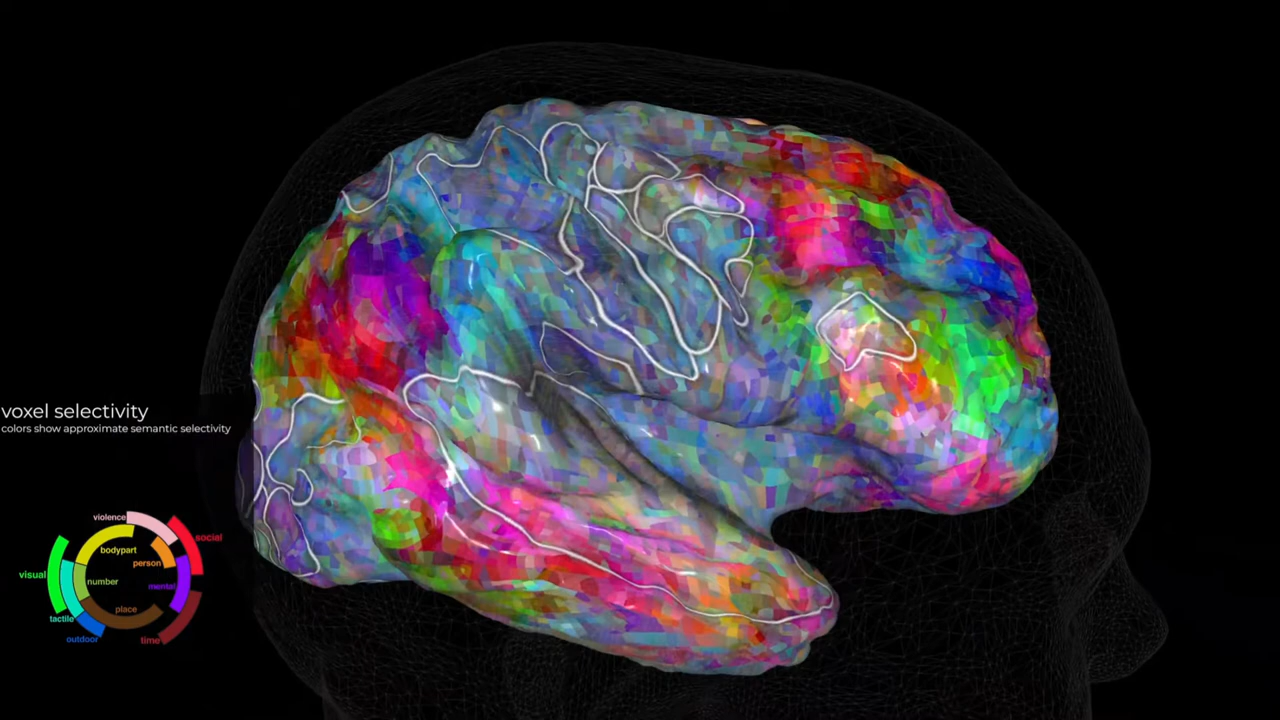 voxel selectivity
colors show approximate semantic selectivity
violence
social
bodypart
person
visual
number
mental
place
tactile
outdoor
time